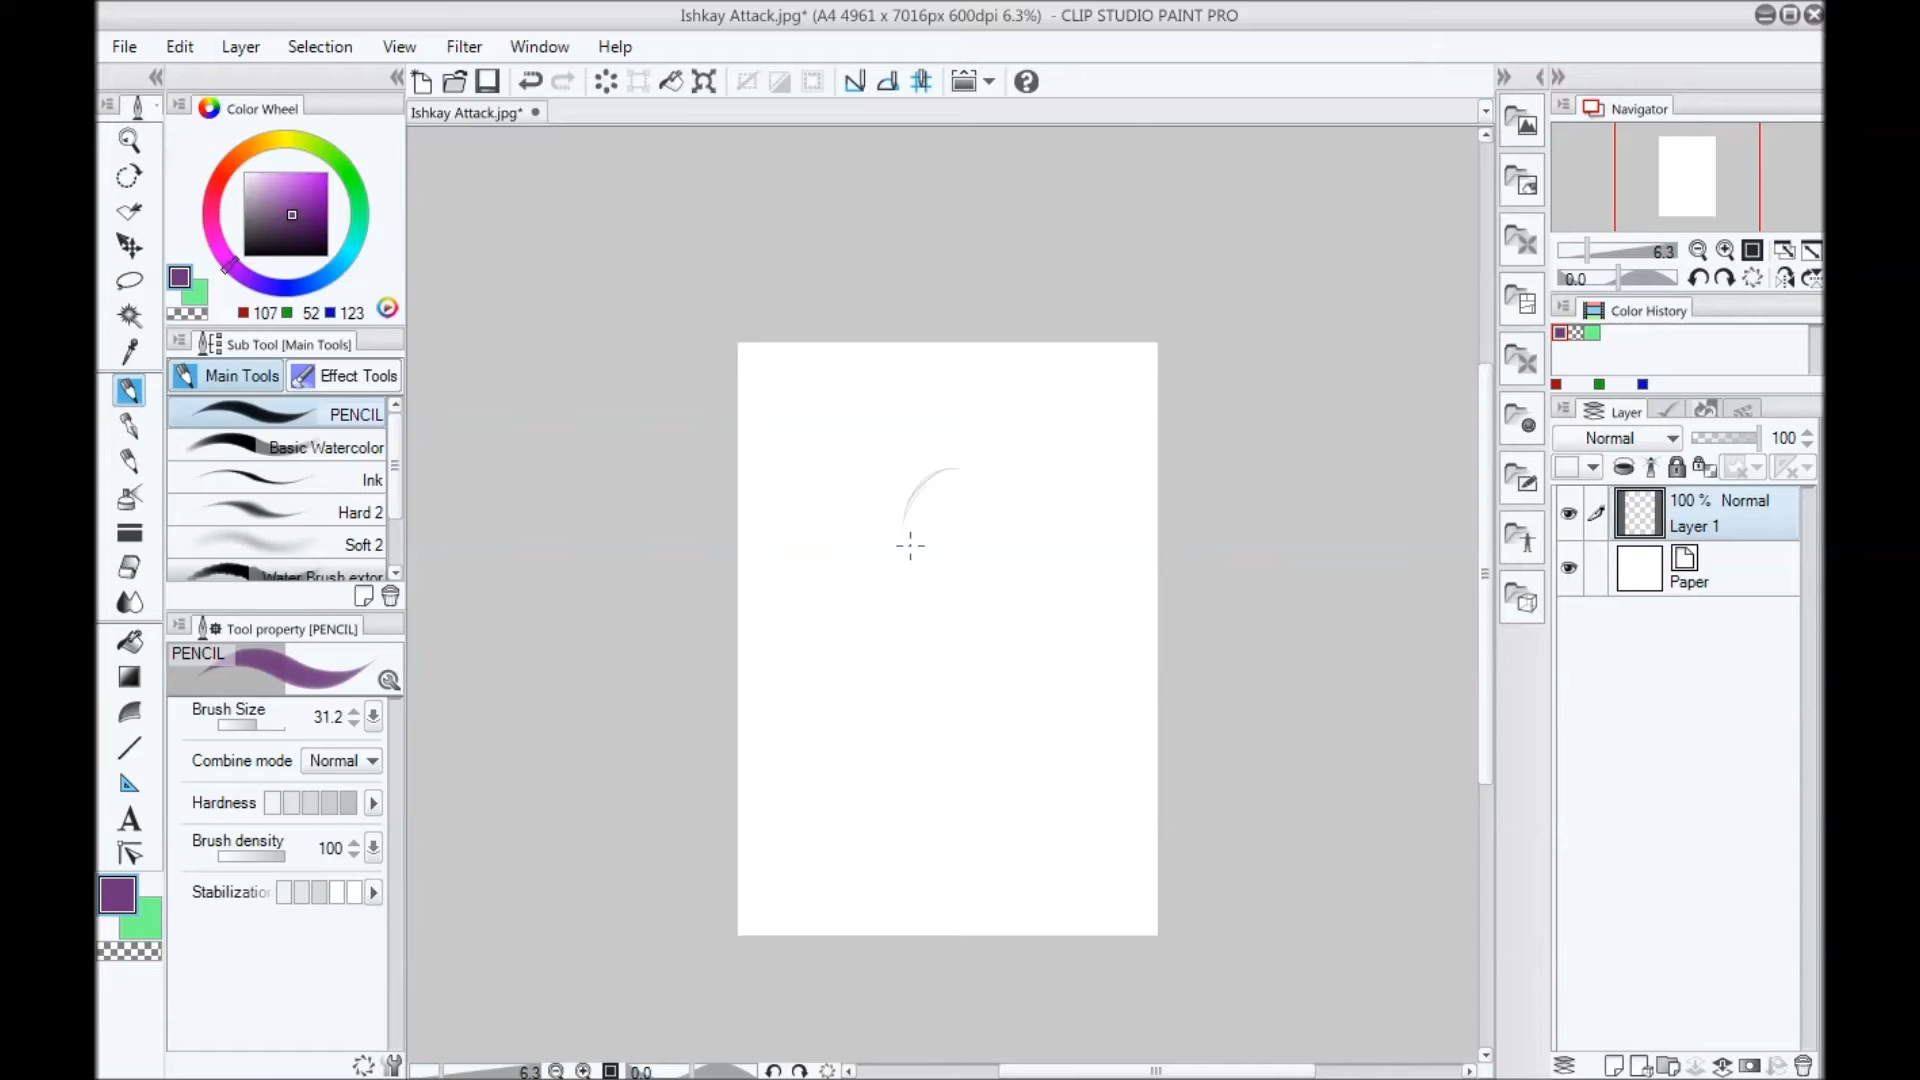 Ishkay Attack.jpg* (A4 4961 x 7016px 600dpi 6.3%) - CLIP STUDIO PAINT PRO
File Edit Layer Selection View Filter Window Help
Color Wheel
Ishkay Attack.jpg*
Navigator
107 52 123
6.3
0.0
Color History
Sub Tool [Main Tools]
Main Tools Effect Tools
PENCIL
Basic Watercolor
Ink
Hard 2
Soft 2
Water Brush extor
Layer
Normal 100
100 % Normal
Layer 1
Paper
Tool property [PENCIL]
PENCIL
Brush Size 31.2
Combine mode Normal
Hardness
Brush density 100
Stabilizatior
A
6.3 0.0